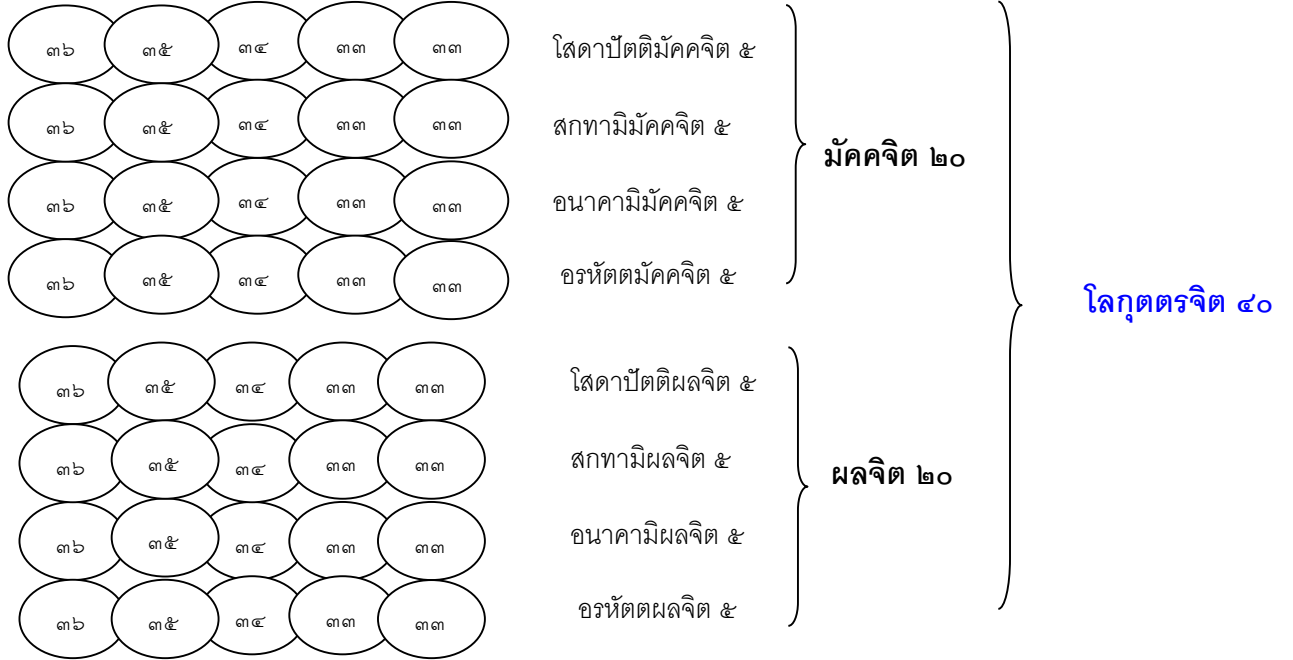 ๓๖ ๓๕ ๓๔ ๓๓ ๓๓ โสดาปัตติมัคคจิต ๕
๓๖ ๓๕ ๓๔ ๓๓ ๓๓ สกทามิมัคคจิต ๕
มัคคจิต ๒๐
๓๖ ๓๕ ๓๔ ๓๓ ๓๓ อนาคามิมัคคจิต ๕
๓๖ ๓๕ ๓๔ ๓๓ ๓๓ อรหัตตมัคคจิต ๕
โลกุตตรจิต ๔๐
๓๖ ๓๕ ๓๔ ๓๓ ๓๓ โสดาปัตติผลจิต ๕
๓๖ ๓๕ ๓๔ ๓๓ ๓๓ สกทามิผลจิต ๕
ผลจิต ๒๐
๓๖ ๓๕ ๓๔ ๓๓ ๓๓ อนาคามิผลจิต ๕
๓๖ ๓๕ ๓๔ ๓๓ ๓๓ อรหัตตผลจิต ๕